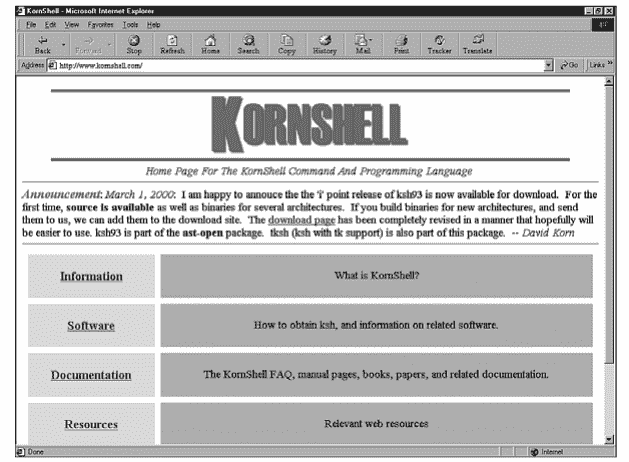 KornShell - Microsoft Internet Explorer
File Edit View Favorites Tools Help
Back Forward Stop Refresh Home Search Copy History Mail Print Tracker Translate
Address http://www.kornshell.com/ Go Links »
KORNSHELL
Home Page For The KornShell Command And Programming Language
Announcement: March 1, 2000: I am happy to annouce the the 'i' point release of ksh93 is now available for download. For the
first time, source is available as well as binaries for several architectures. If you build binaries for new architectures, and send
them to us, we can add them to the download site. The download page has been completely revised in a manner that hopefully will
be easier to use. ksh93 is part of the ast-open package. tksh (ksh with tk support) is also part of this package. -- David Korn
Information What is KornShell?
Software How to obtain ksh, and information on related software.
Documentation The KornShell FAQ, manual pages, books, papers, and related documentation.
Resources Relevant web resources
Done Internet